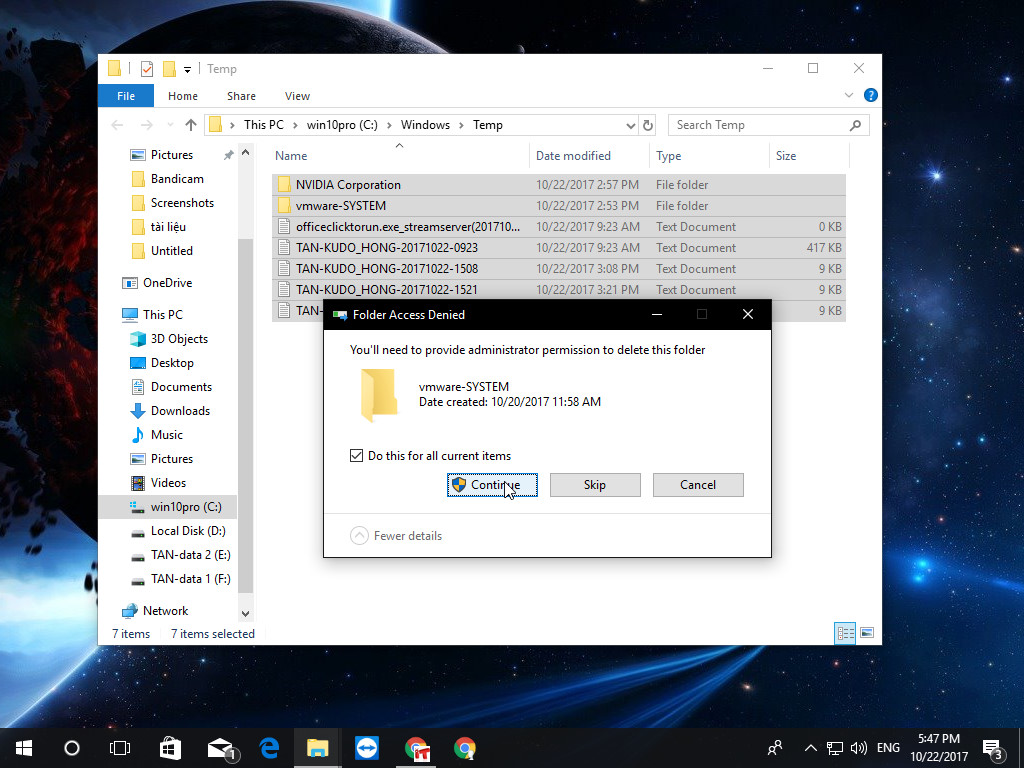 Temp
File Home Share View
This PC win10pro (C:) Windows Temp
Search Temp
Name Date modified Type Size
Pictures
Bandicam
Screenshots
tài liệu
Untitled
OneDrive
This PC
3D Objects
Desktop
Documents
Downloads
Music
Pictures
Videos
win10pro (C:)
Local Disk (D:)
TAN-data 2 (E:)
TAN-data 1 (F:)
Network
NVIDIA Corporation 10/22/2017 2:57 PM File folder
vmware-SYSTEM 10/22/2017 2:53 PM File folder
officeclicktorun.exe_streamserver(201710... 10/22/2017 9:23 AM Text Document 0 KB
TAN-KUDO_HONG-20171022-0923 10/22/2017 9:23 AM Text Document 417 KB
TAN-KUDO_HONG-20171022-1508 10/22/2017 3:08 PM Text Document 9 KB
TAN-KUDO_HONG-20171022-1521 10/22/2017 3:21 PM Text Document 9 KB
TAN- 9 KB
Folder Access Denied
You'll need to provide administrator permission to delete this folder
vmware-SYSTEM
Date created: 10/20/2017 11:58 AM
Do this for all current items
Continue Skip Cancel
Fewer details
7 items 7 items selected
1
ENG
5:47 PM
10/22/2017
3